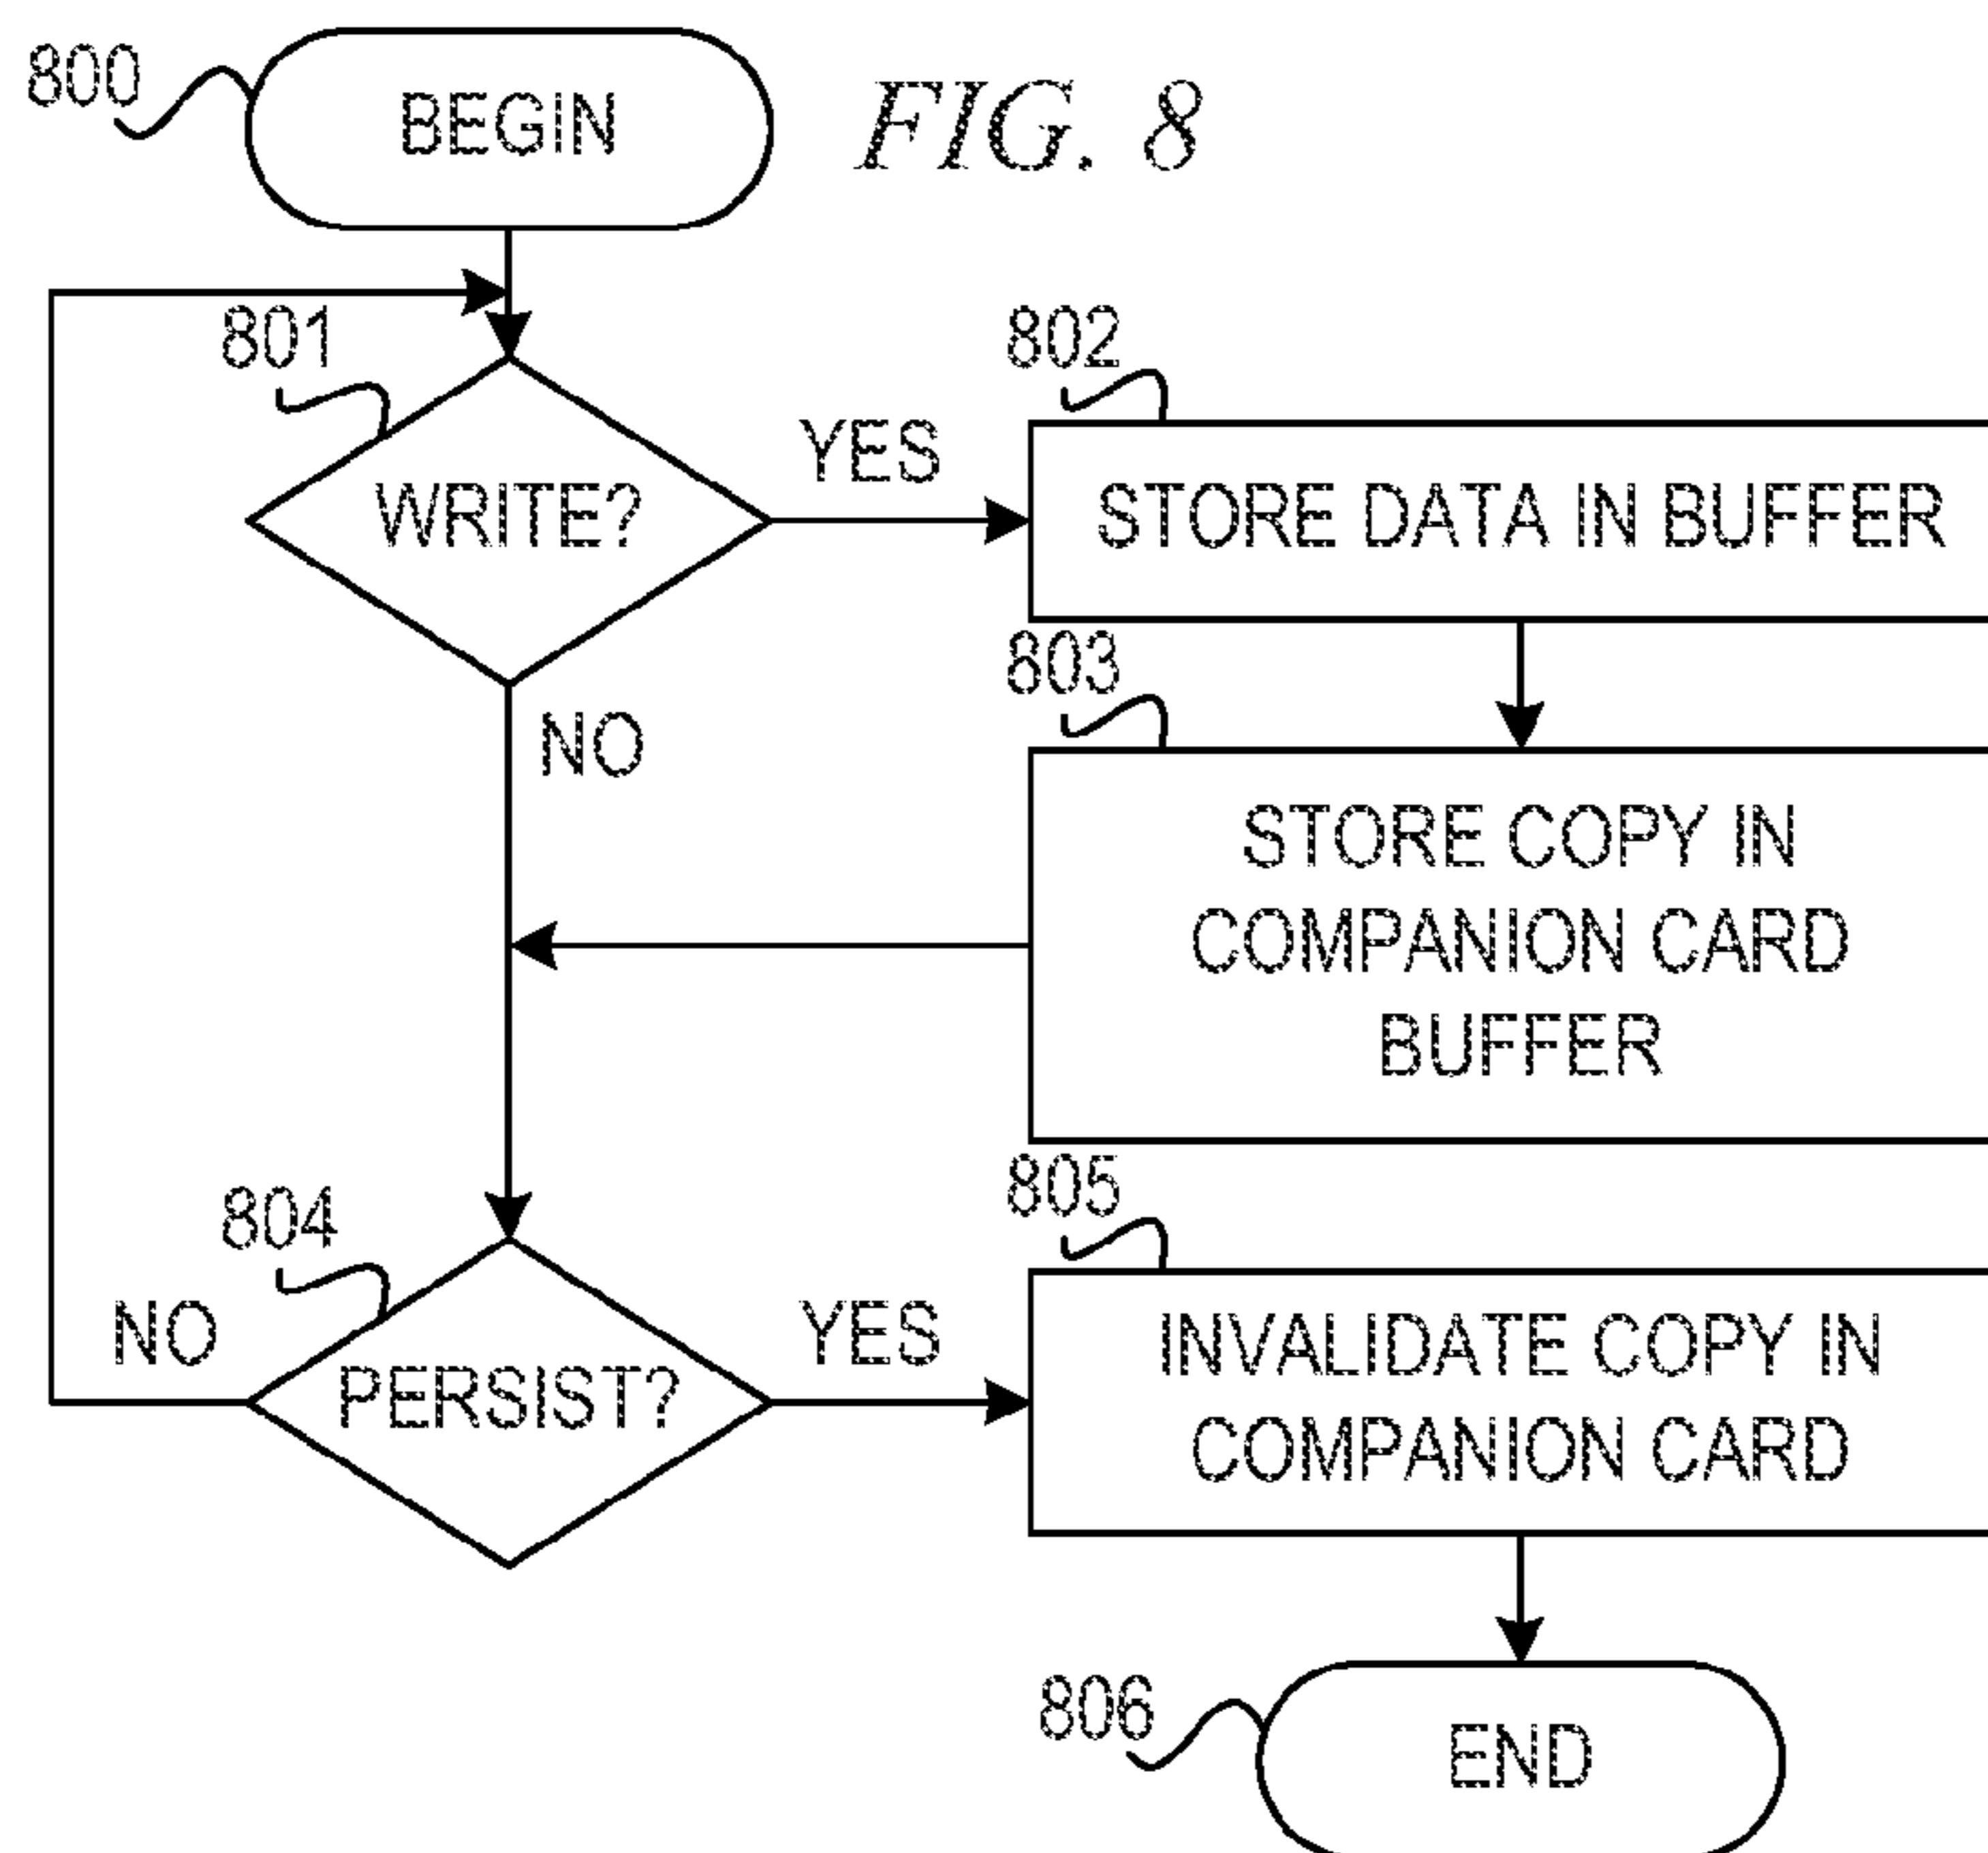 800
BEGIN
FIG. 8
801
WRITE?
YES
802
STORE DATA IN BUFFER
NO
803
STORE COPY IN
COMPANION CARD
BUFFER
804
NO
PERSIST?
YES
805
INVALIDATE COPY IN
COMPANION CARD
806
END